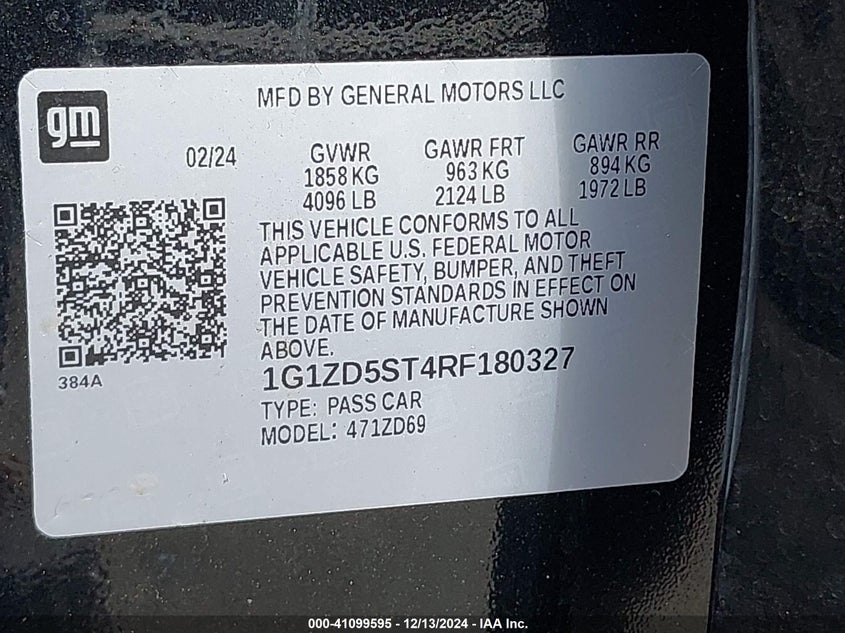 gm
MFD BY GENERAL MOTORS LLC
02/24
GVWR
1858 KG
4096 LB
GAWR FRT
963 KG
2124 LB
GAWR RR
894 KG
1972 LB
THIS VEHICLE CONFORMS TO ALL
APPLICABLE U.S. FEDERAL MOTOR
VEHICLE SAFETY, BUMPER, AND THEFT
PREVENTION STANDARDS IN EFFECT ON
THE DATE OF MANUFACTURE SHOWN
ABOVE.
384A
1G1ZD5ST4RF180327
TYPE: PASS CAR
MODEL: 471ZD69
000-41099595 - 12/13/2024 - IAA Inc.